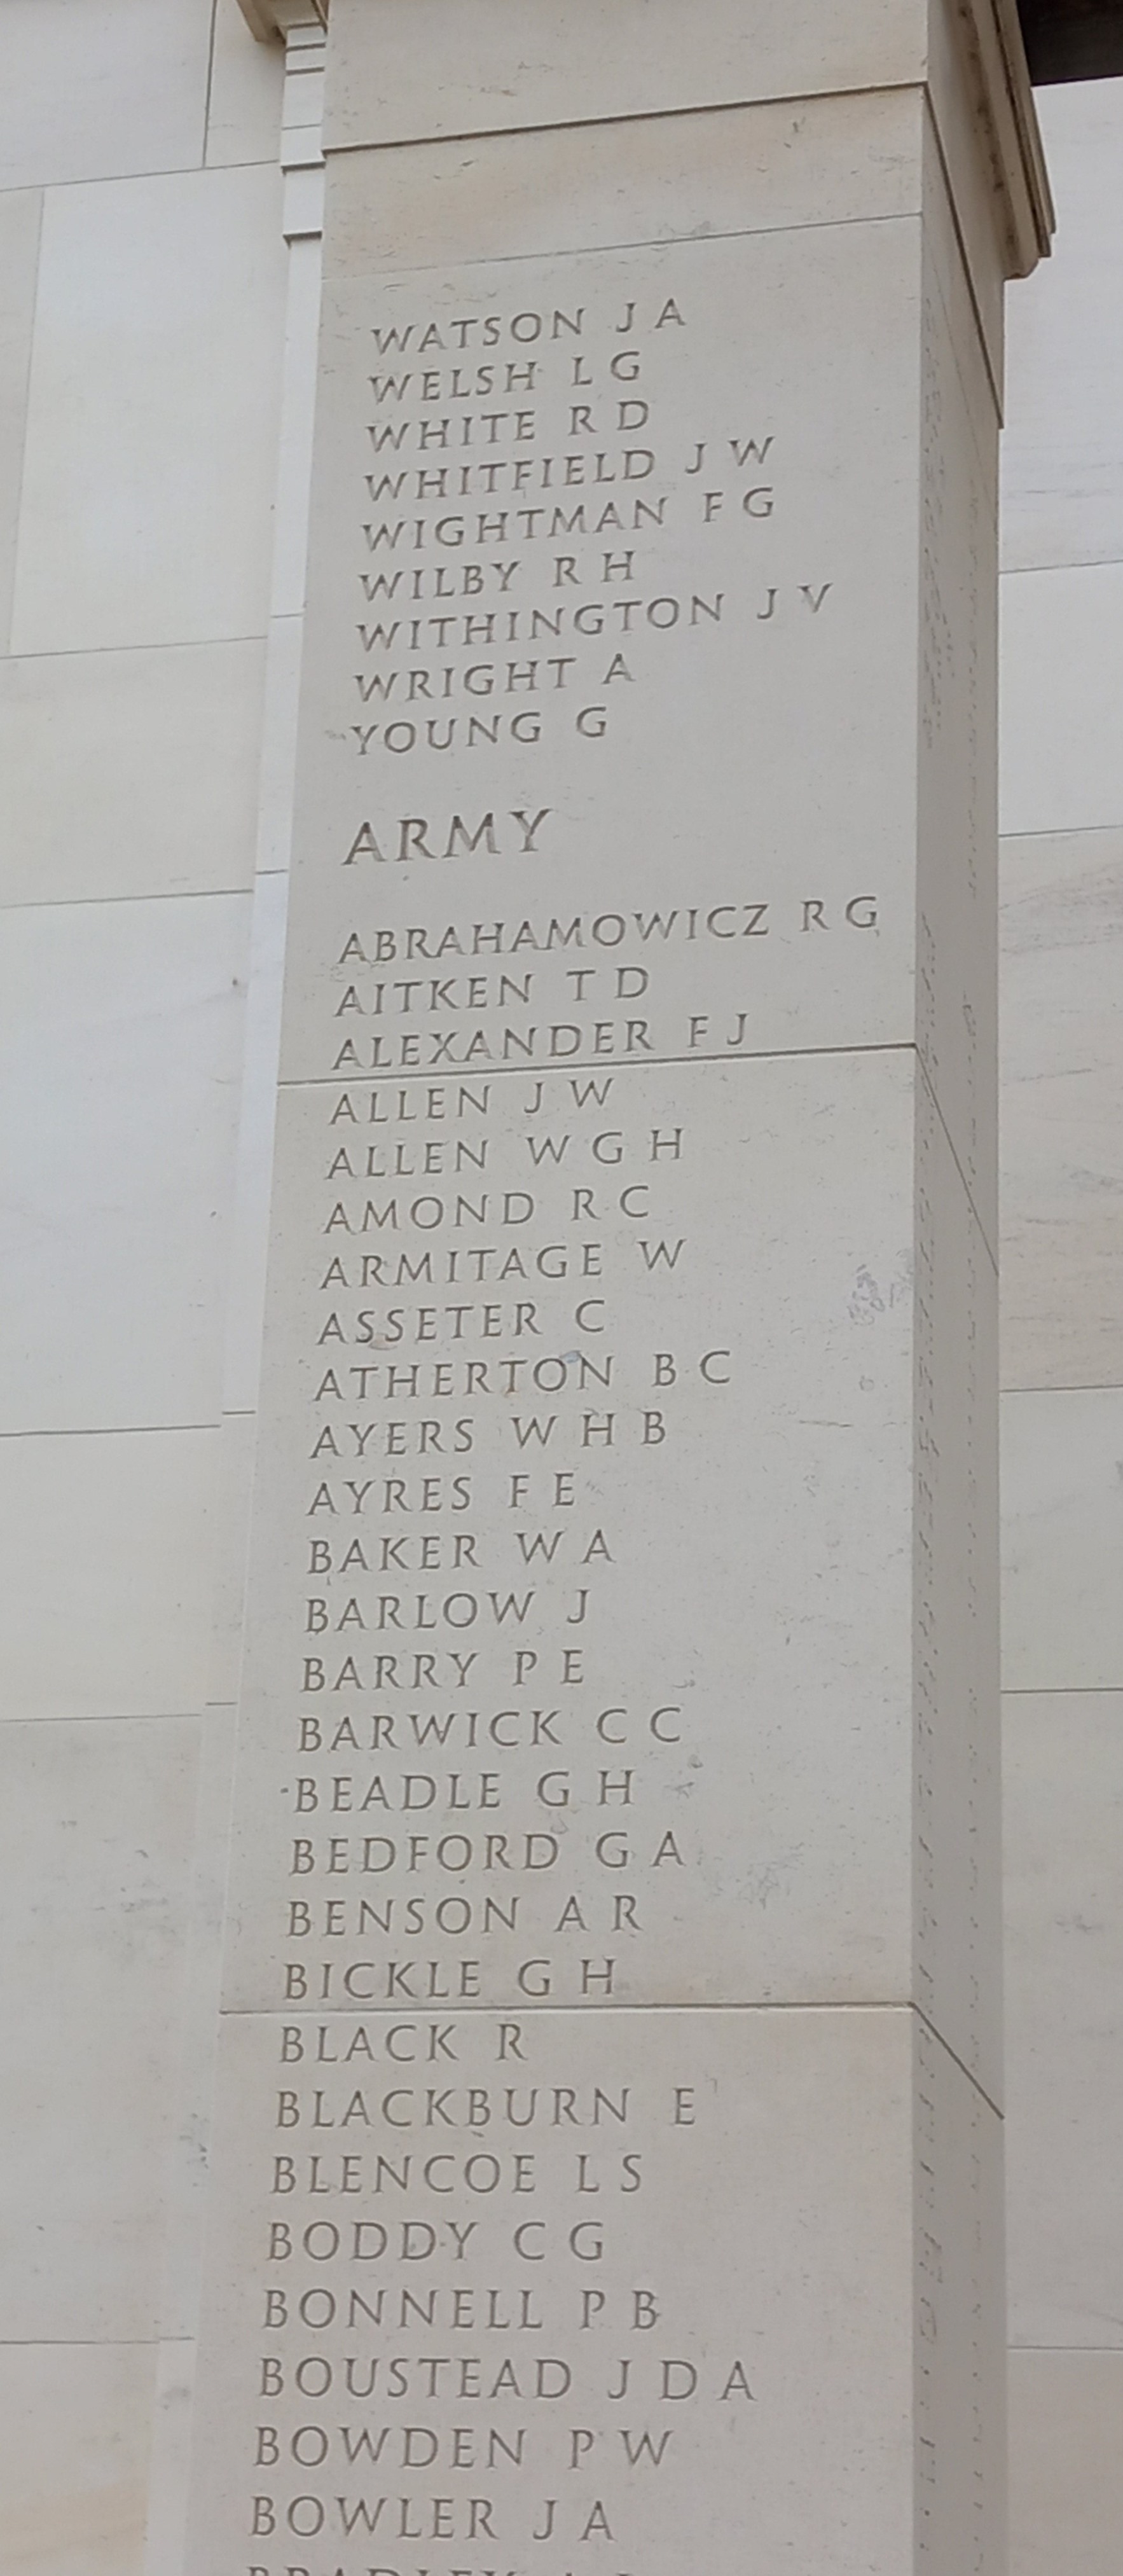 WATSON J A
WELSH L G
WHITE R D
WHITFIELD J W
WIGHTMAN F G
WILBY R H
WITHINGTON J V
WRIGHT A
YOUNG G
ARMY
ABRAHAMOWICZ R G
AITKEN T D
ALEXANDER F J
ALLEN J W
ALLEN W G H
AMOND R C
ARMITAGE W
ASSETER C
ATHERTON B C
AYERS W H B
AYRES F E
BAKER W A
BARLOW J
BARRY P E
BARWICK C C
BEADLE G H
BEDFORD G A
BENSON A R
BICKLE G H
BLACK R
BLACKBURN E
BLENCOE L S
BODDY C G
BONNELL P B
BOUSTEAD J D A
BOWDEN P W
BOWLER J A